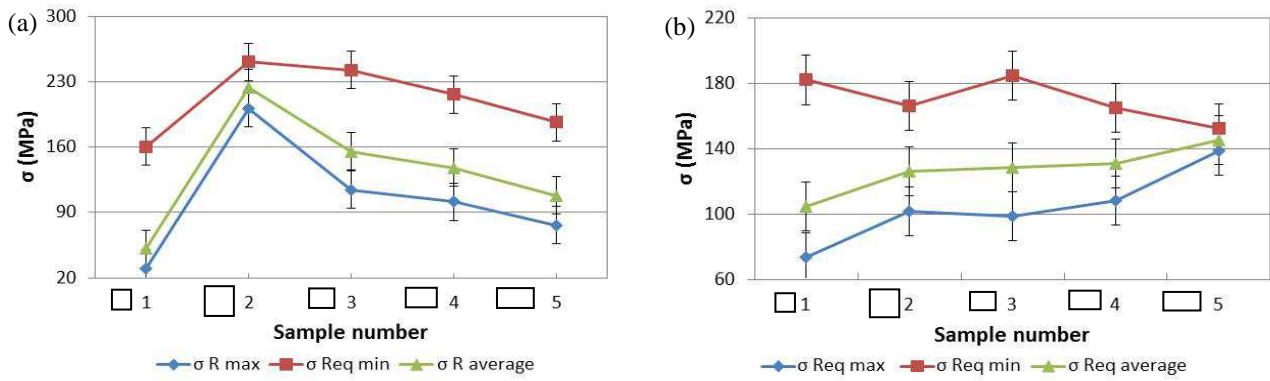 (a)
300
230
160
90
20
σ (MPa)
1 2 3 4 5
Sample number
σ R max σ Req min σ R average
(b)
220
180
140
100
60
σ (MPa)
1 2 3 4 5
Sample number
σ Req max σ Req min σ Req average